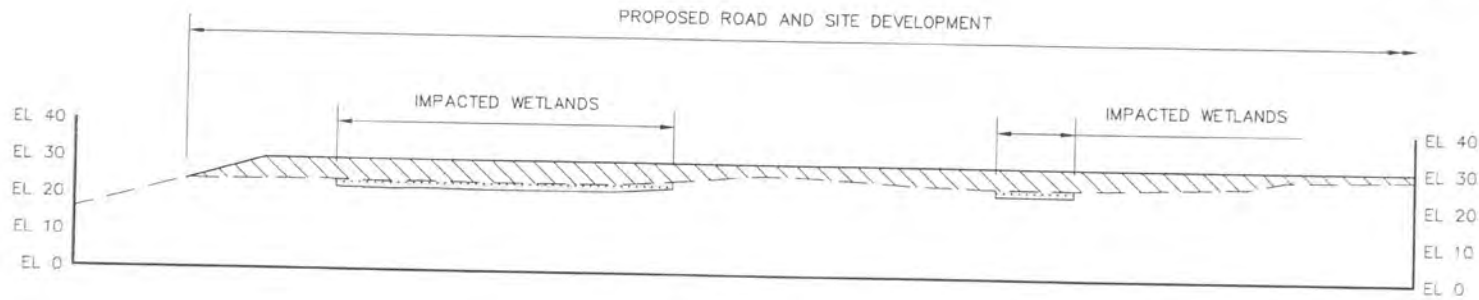 PROPOSED ROAD AND SITE DEVELOPMENT
IMPACTED WETLANDS
IMPACTED WETLANDS
EL 40
EL 30
EL 20
EL 10
EL 0
EL 40
EL 30
EL 20
EL 10
EL 0